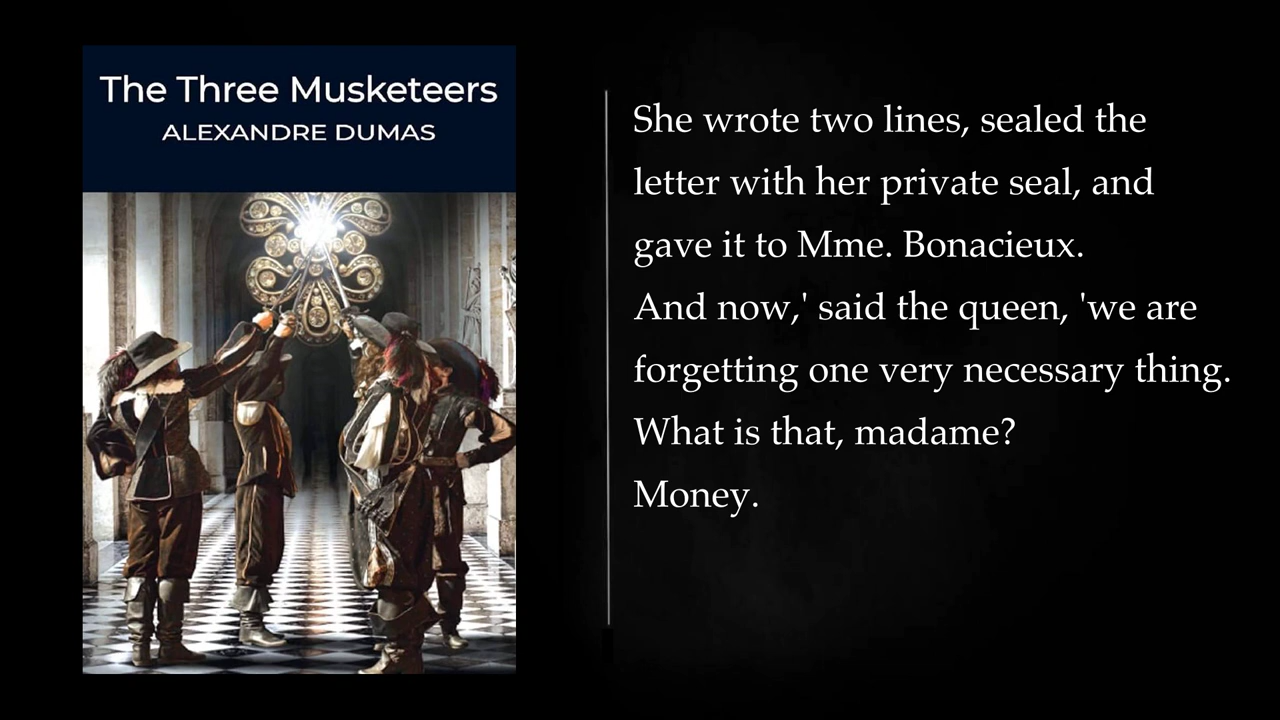 The Three Musketeers
ALEXANDRE DUMAS
She wrote two lines, sealed the
letter with her private seal, and
gave it to Mme. Bonacieux.
And now,' said the queen, 'we are
forgetting one very necessary thing.
What is that, madame?
Money.